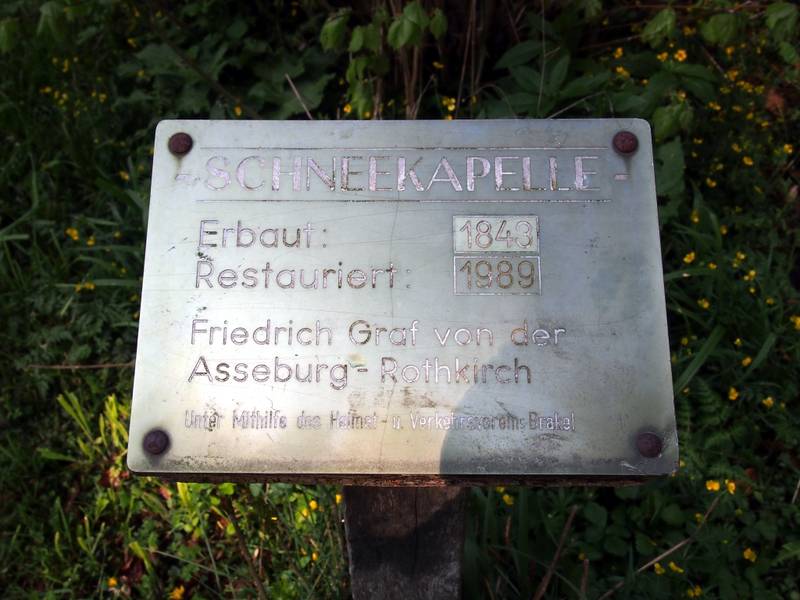 - SCHNEEKAPELLE -
Erbaut: 1843
Restauriert: 1989
Friedrich Graf von der
Asseburg - Rothkirch
Unter Mithilfe des Heimat - u. Verkehrsvereins Brakel